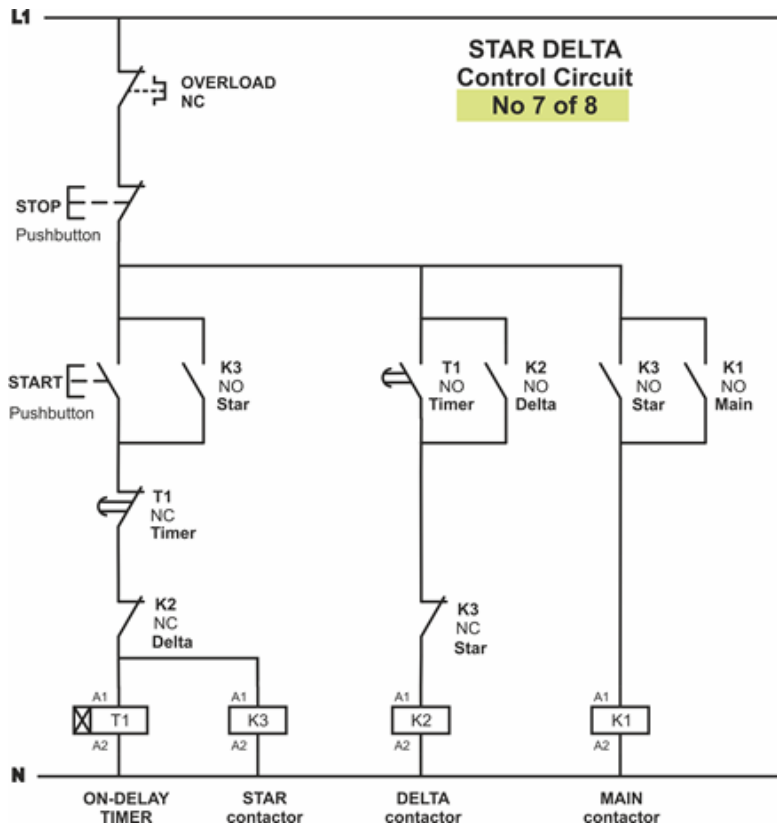 L1
STAR DELTA
Control Circuit
No 7 of 8
OVERLOAD
NC
STOP
Pushbutton
START
Pushbutton
K3
NO
Star
T1
NO
Timer
K2
NO
Delta
K3
NO
Star
K1
NO
Main
T1
NC
Timer
K2
NC
Delta
K3
NC
Star
A1
T1
A2
A1
K3
A2
A1
K2
A2
A1
K1
A2
N
ON-DELAY
TIMER
STAR
contactor
DELTA
contactor
MAIN
contactor